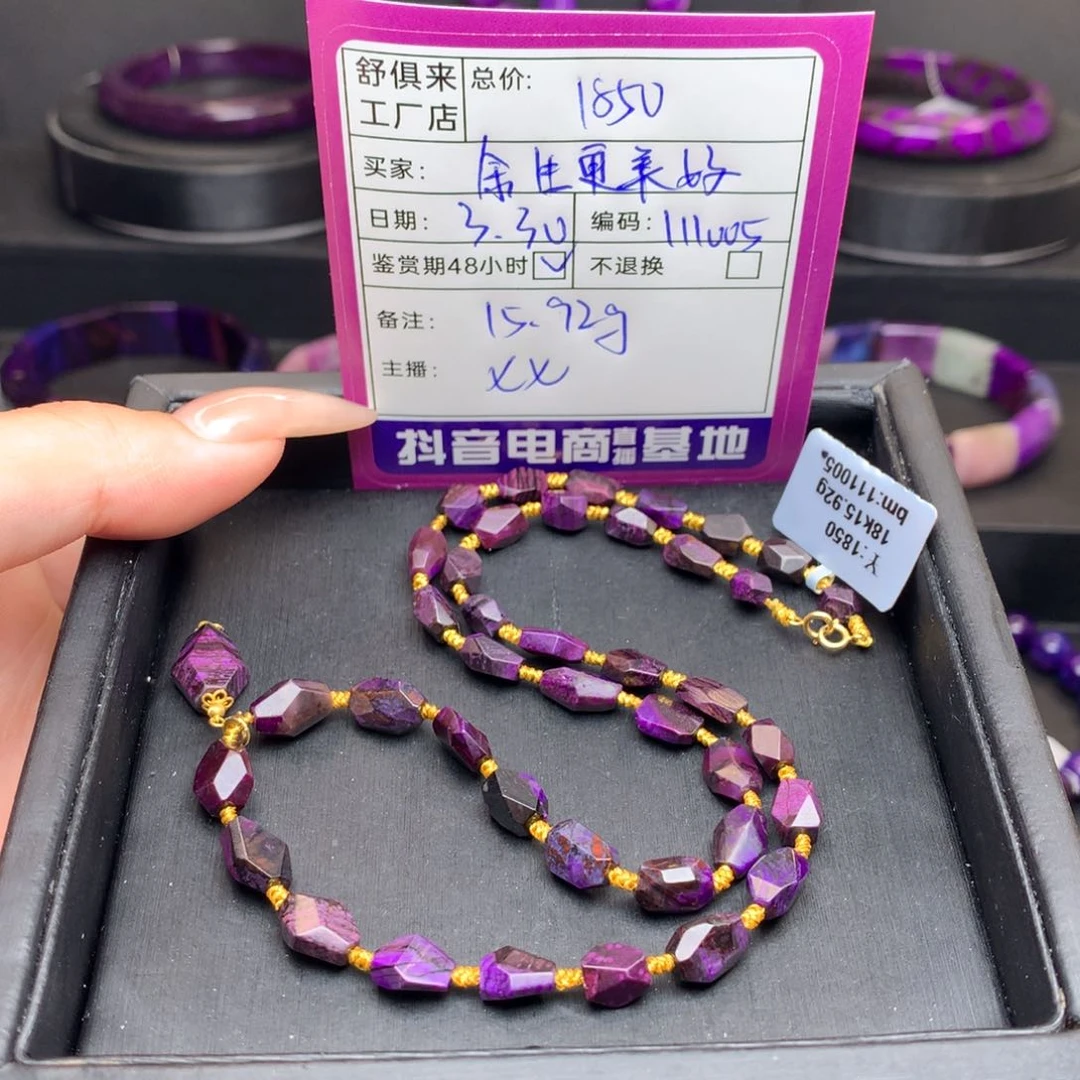 舒俱来
工厂店
总价: 1850
买家: 余生更美好
日期: 3.30 编码: 111005
鉴赏期48小时 不退换
备注: 15.92g
主播: XX
抖音电商直播基地
Y:1850
18k15.92g
bm:111005